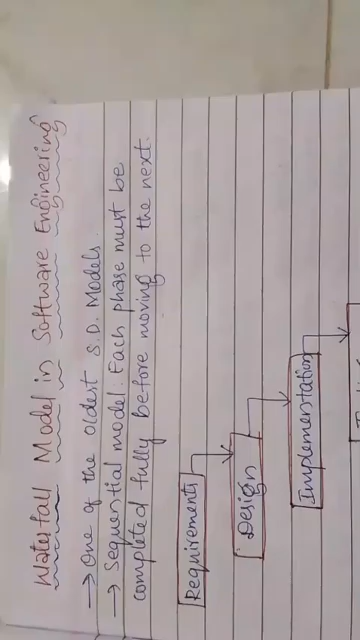 Waterfall Model in Software Engineering
→ One of the oldest S.D. Models.
→ Sequential model. Each phase must be
completed fully before moving to the next.
Requirements
Design
Implementation